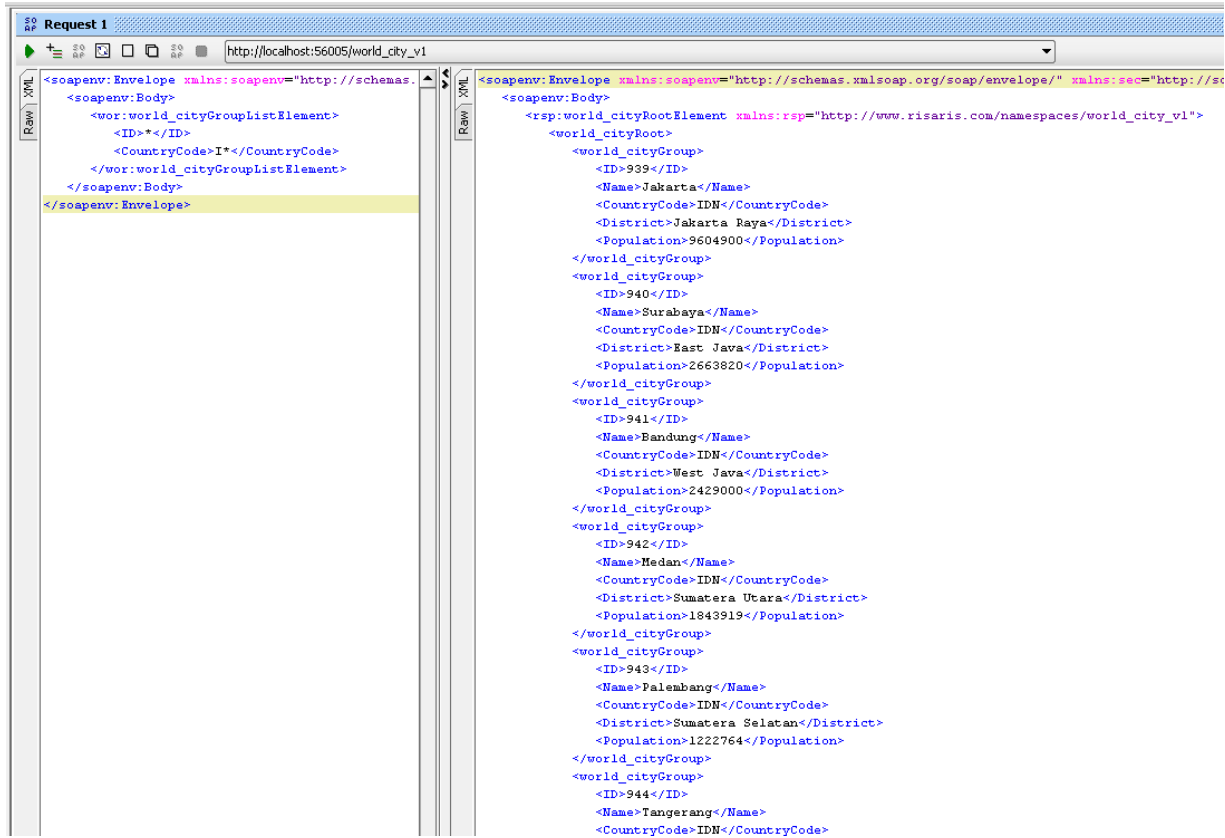 Request 1
http://localhost:56005/world_city_v1
XML
Raw
<soapenv:Envelope xmlns:soapenv="http://schemas.
<soapenv:Body>
<wor:world_cityGroupListElement>
<ID>*</ID>
<CountryCode>I*</CountryCode>
</wor:world_cityGroupListElement>
</soapenv:Body>
</soapenv:Envelope>
XML
Raw
<soapenv:Envelope xmlns:soapenv="http://schemas.xmlsoap.org/soap/envelope/" xmlns:sec="http://sc
<soapenv:Body>
<rsp:world_cityRootElement xmlns:rsp="http://www.risaris.com/namespaces/world_city_v1">
<world_cityRoot>
<world_cityGroup>
<ID>939</ID>
<Name>Jakarta</Name>
<CountryCode>IDN</CountryCode>
<District>Jakarta Raya</District>
<Population>9604900</Population>
</world_cityGroup>
<world_cityGroup>
<ID>940</ID>
<Name>Surabaya</Name>
<CountryCode>IDN</CountryCode>
<District>East Java</District>
<Population>2663820</Population>
</world_cityGroup>
<world_cityGroup>
<ID>941</ID>
<Name>Bandung</Name>
<CountryCode>IDN</CountryCode>
<District>West Java</District>
<Population>2429000</Population>
</world_cityGroup>
<world_cityGroup>
<ID>942</ID>
<Name>Medan</Name>
<CountryCode>IDN</CountryCode>
<District>Sumatera Utara</District>
<Population>1843919</Population>
</world_cityGroup>
<world_cityGroup>
<ID>943</ID>
<Name>Palembang</Name>
<CountryCode>IDN</CountryCode>
<District>Sumatera Selatan</District>
<Population>1222764</Population>
</world_cityGroup>
<world_cityGroup>
<ID>944</ID>
<Name>Tangerang</Name>
<CountryCode>IDN</CountryCode>